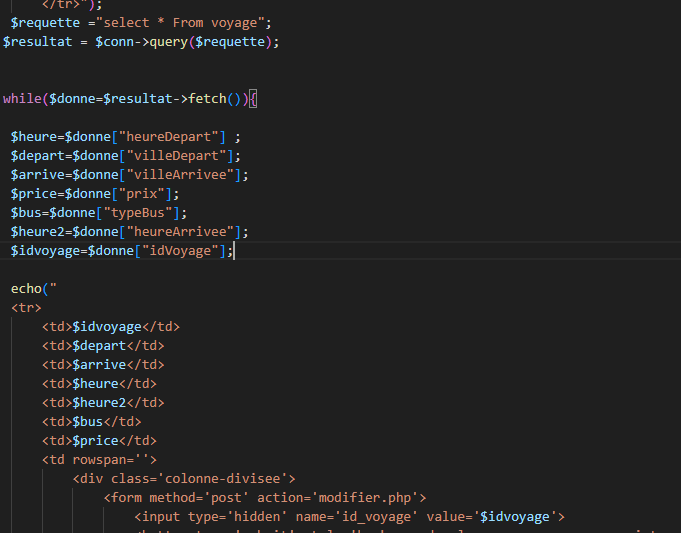 </tr>");
$requette ="select * From voyage";
$resultat = $conn->query($requette);
while($donne=$resultat->fetch()){
$heure=$donne["heureDepart"] ;
$depart=$donne["villeDepart"];
$arrive=$donne["villeArrivee"];
$price=$donne["prix"];
$bus=$donne["typeBus"];
$heure2=$donne["heureArrivee"];
$idvoyage=$donne["idVoyage"];
echo("
<tr>
<td>$idvoyage</td>
<td>$depart</td>
<td>$arrive</td>
<td>$heure</td>
<td>$heure2</td>
<td>$bus</td>
<td>$price</td>
<td rowspan=''>
<div class='colonne-divisee'>
<form method='post' action='modifier.php'>
<input type='hidden' name='id_voyage' value='$idvoyage'>